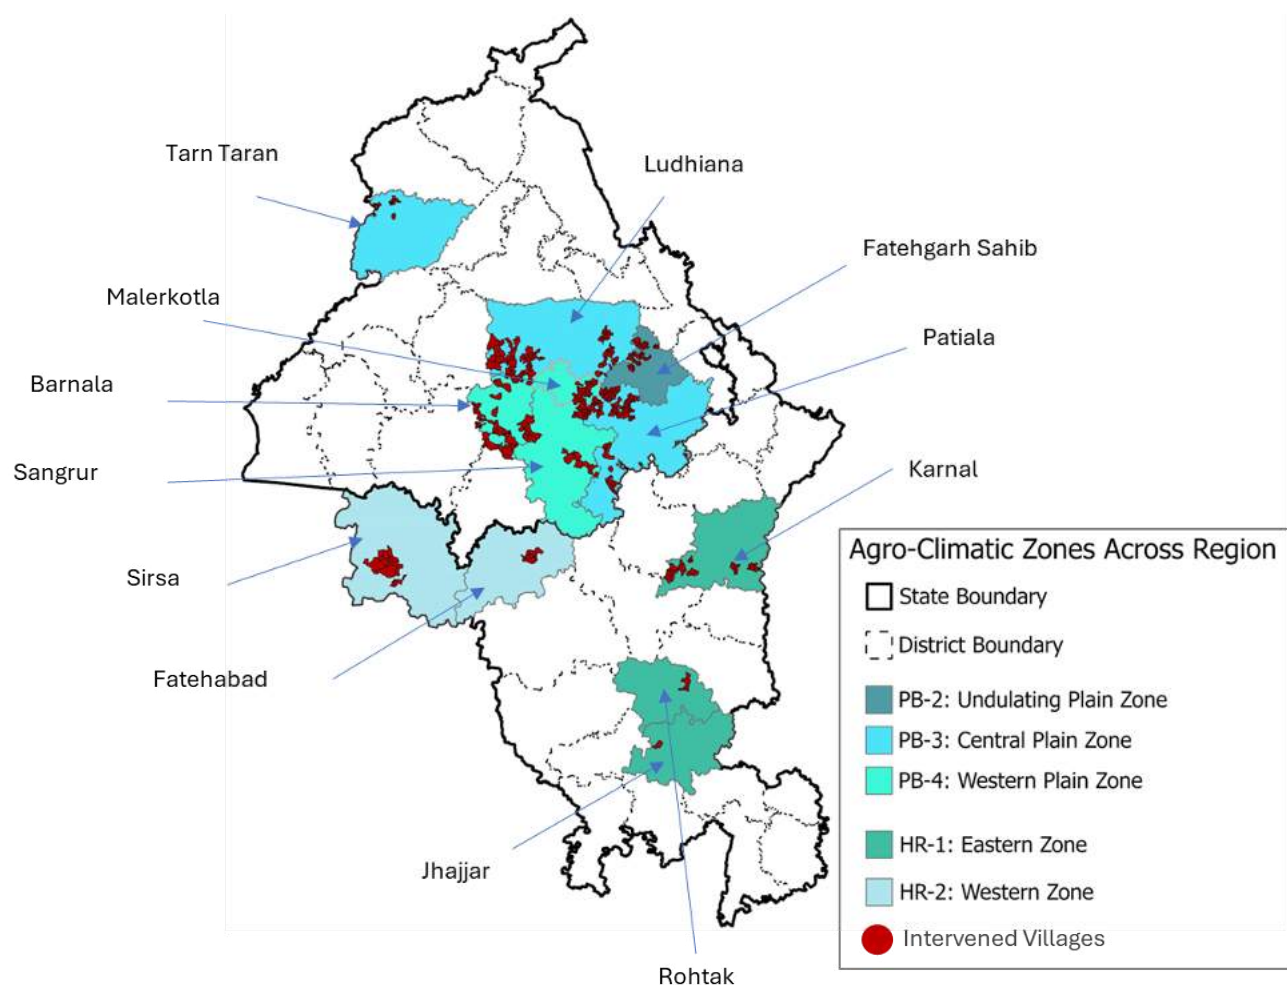 Tarn Taran
Ludhiana
Fatehgarh Sahib
Malerkotla
Patiala
Barnala
Sangrur
Karnal
Sirsa
Fatehabad
Jhajjar
Rohtak
Agro-Climatic Zones Across Region
State Boundary
District Boundary
PB-2: Undulating Plain Zone
PB-3: Central Plain Zone
PB-4: Western Plain Zone
HR-1: Eastern Zone
HR-2: Western Zone
Intervened Villages